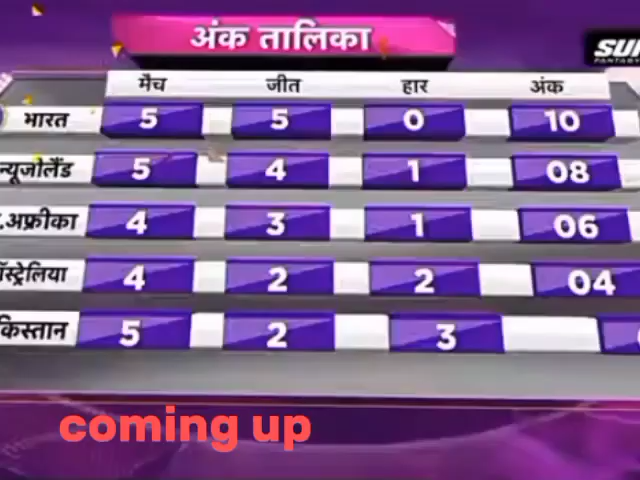 अंक तालिका
मैच जीत हार अंक
भारत 5 5 0 10
न्यूजीलैंड 5 4 1 08
.अफ्रीका 4 3 1 06
ऑस्ट्रेलिया 4 2 2 04
किस्तान 5 2 3
coming up